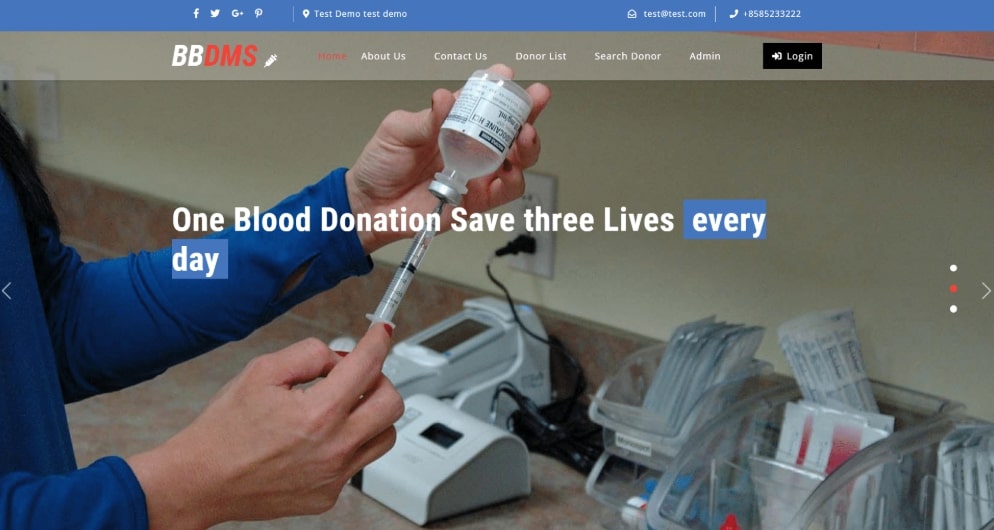 Test Demo test demo
test@test.com
+8585233222
BBDMS
Home
About Us
Contact Us
Donor List
Search Donor
Admin
Login
One Blood Donation Save three Lives every
day